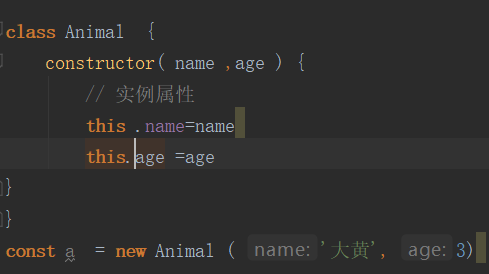 class Animal  {
    constructor( name ,age ) {
        // 实例属性
        this .name=name
        this.age =age
}
}
const a  = new Animal ( name: '大黄', age: 3)